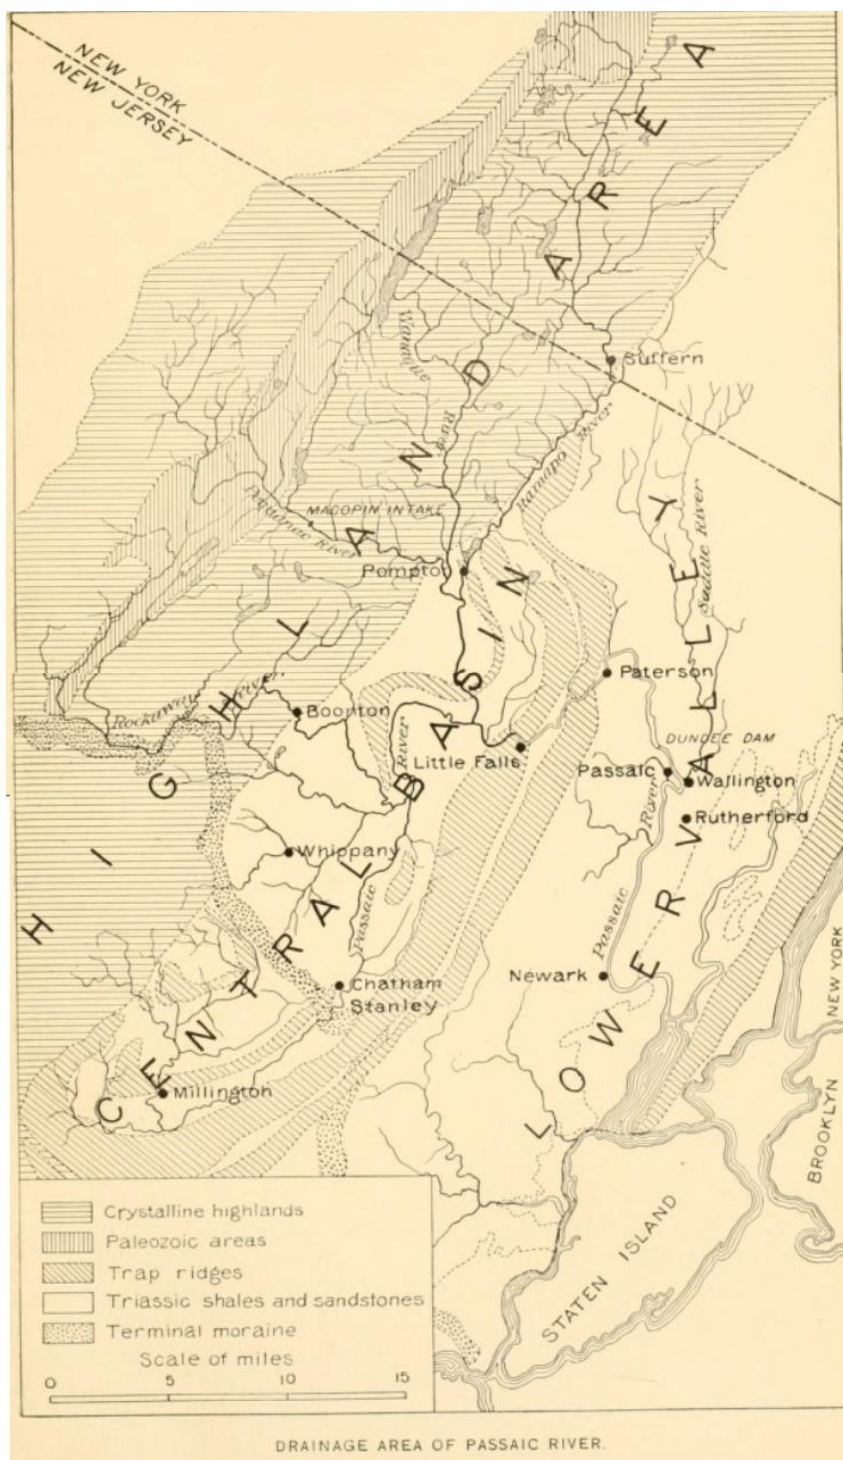 NEW YORK
NEW JERSEY
HIGHLAND AREA
Wanaque
River
Suffern
Ramapo River
MACOPIN INTAKE
Pequanac River
Pompton
Saddle River
CENTRAL BASIN
LOWER VALLEY
Paterson
Rockaway
River
Boonton
River
Little Falls
DUNDEE DAM
Passaic
Wallington
River
Rutherford
Whippany
Passaic
Passaic
Newark
Chatham
Stanley
Millington
NEW YORK
BROOKLYN
STATEN ISLAND
Crystalline highlands
Paleozoic areas
Trap ridges
Triassic shales and sandstones
Terminal moraine
Scale of miles
0 5 10 15
DRAINAGE AREA OF PASSAIC RIVER.